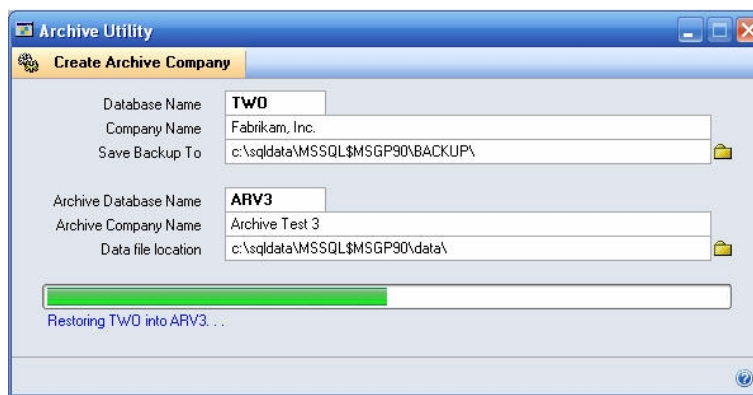 Archive Utility
Create Archive Company
Database Name TWO
Company Name Fabrikam, Inc.
Save Backup To c:\sqldata\MSSQL$MSGP90\BACKUP\
Archive Database Name ARV3
Archive Company Name Archive Test 3
Data file location c:\sqldata\MSSQL$MSGP90\data\
Restoring TWO into ARV3. . .